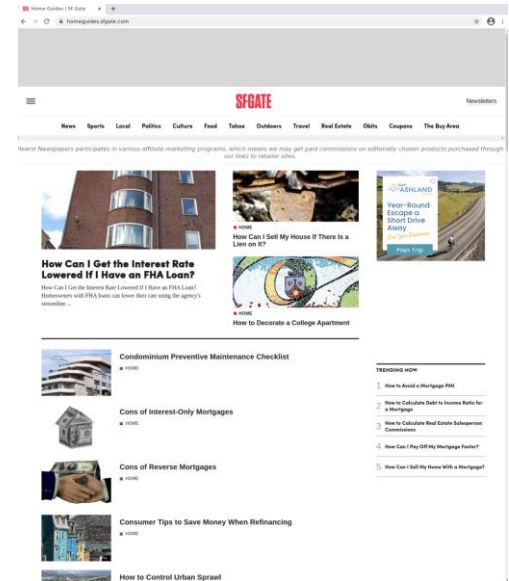 Home Guides | SF Gate
homeguides.sfgate.com
SFGATE
Newsletters
News Sports Local Politics Culture Food Tahoe Outdoors Travel Real Estate Obits Coupons The Buy Area
Hearst Newspapers participates in various affiliate marketing programs, which means we may get paid commissions on editorially chosen products purchased through
our links to retailer sites.
How Can I Get the Interest Rate
Lowered If I Have an FHA Loan?
How Can I Get the Interest Rate Lowered If I Have an FHA Loan?.
Homeowners with FHA loans can lower their rate using the agency's
streamline ...
HOME
How Can I Sell My House If There Is a
Lien on It?
HOME
How to Decorate a College Apartment
ASHLAND
Year-Round
Escape a
Short Drive
Away
Plan Trip
Condominium Preventive Maintenance Checklist
HOME
Cons of Interest-Only Mortgages
HOME
Cons of Reverse Mortgages
HOME
Consumer Tips to Save Money When Refinancing
HOME
How to Control Urban Sprawl
TRENDING NOW
1 How to Avoid a Mortgage PMI
2 How to Calculate Debt to Income Ratio for
a Mortgage
3 How to Calculate Real Estate Salesperson
Commissions
4 How Can I Pay Off My Mortgage Faster?
5 How Can I Sell My Home With a Mortgage?